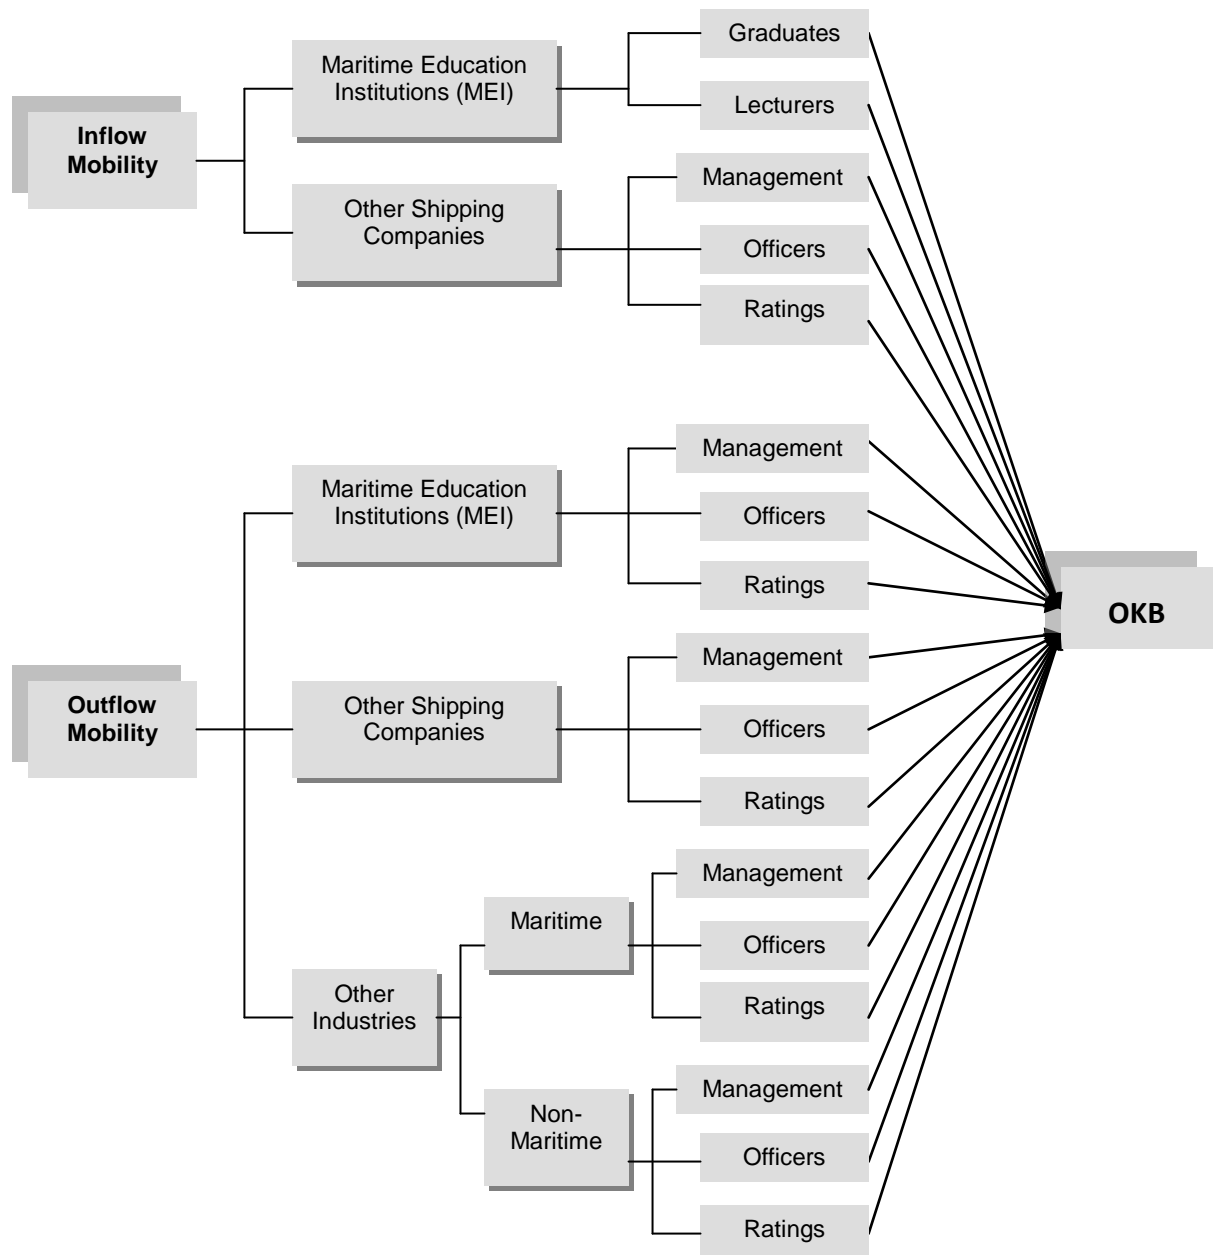 Inflow
Mobility
Maritime Education
Institutions (MEI)
Graduates
Lecturers
Other Shipping
Companies
Management
Officers
Ratings
Outflow
Mobility
Maritime Education
Institutions (MEI)
Management
Officers
Ratings
Other Shipping
Companies
Management
Officers
Ratings
Other
Industries
Maritime
Management
Officers
Ratings
Non-
Maritime
Management
Officers
Ratings
OKB